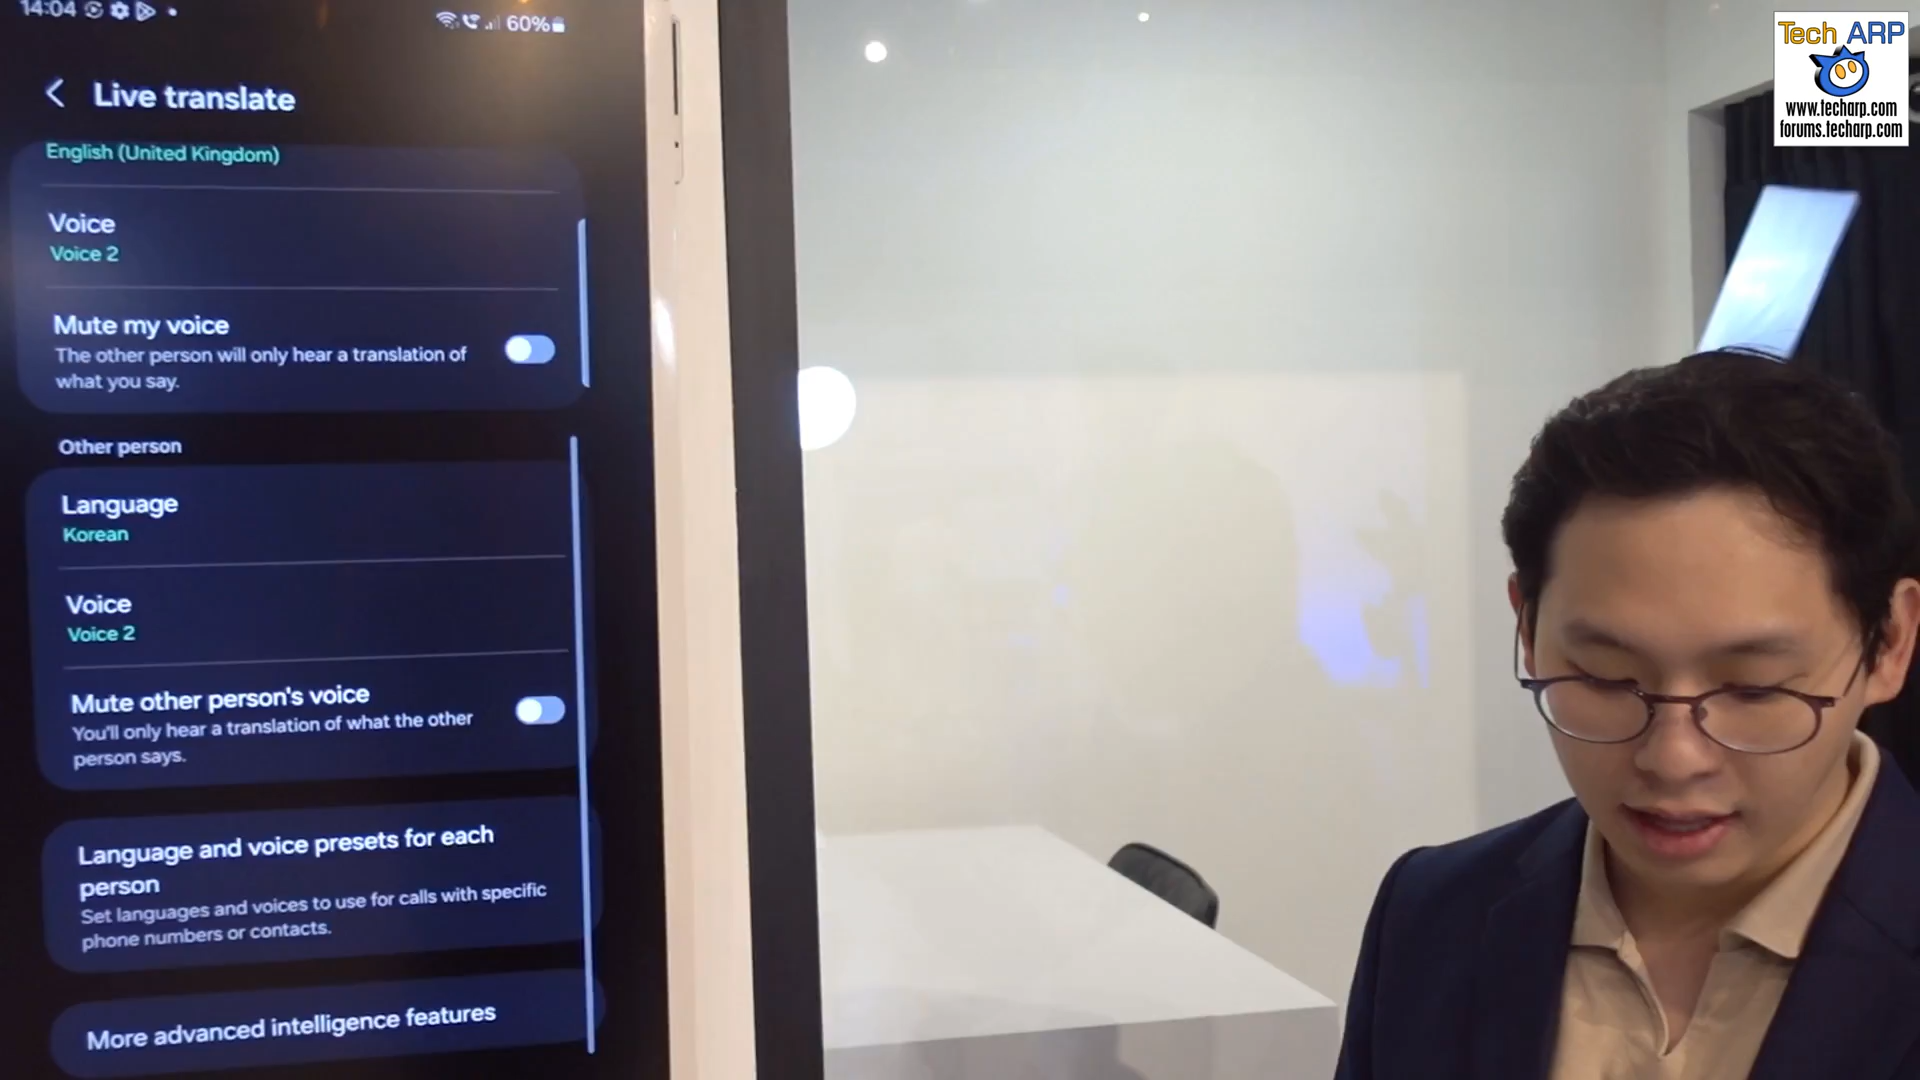 14:04
60%
Live translate
English (United Kingdom)
Voice
Voice 2
Mute my voice
The other person will only hear a translation of
what you say.
Other person
Language
Korean
Voice
Voice 2
Mute other person's voice
You'll only hear a translation of what the other
person says.
Language and voice presets for each
person
Set languages and voices to use for calls with specific
phone numbers or contacts.
More advanced intelligence features
Tech ARP
www.techarp.com
forums.techarp.com